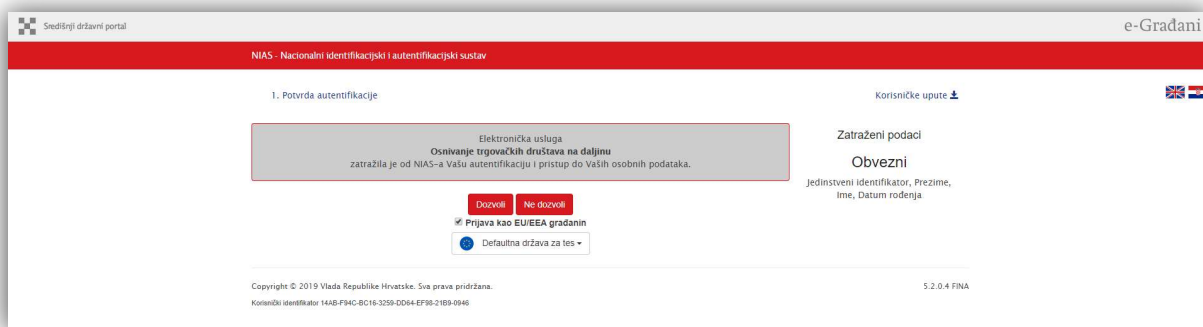 Središnji državni portal
e-Građani
NIAS - Nacionalni identifikacijski i autentifikacijski sustav
1. Potvrda autentifikacije
Korisničke upute
Elektronička usluga
Osnivanje trgovačkih društava na daljinu
zatražila je od NIAS-a Vašu autentifikaciju i pristup do Vaših osobnih podataka.
Zatraženi podaci
Obvezni
Jedinstveni identifikator, Prezime,
Ime, Datum rođenja
Dozvoli
Ne dozvoli
Prijava kao EU/EEA građanin
Defaultna država za tes
Copyright © 2019 Vlada Republike Hrvatske. Sva prava pridržana.
5.2.0.4 FINA
Korisnički identifikator 14AB-F94C-BC16-3259-DD64-EF98-21B9-0946